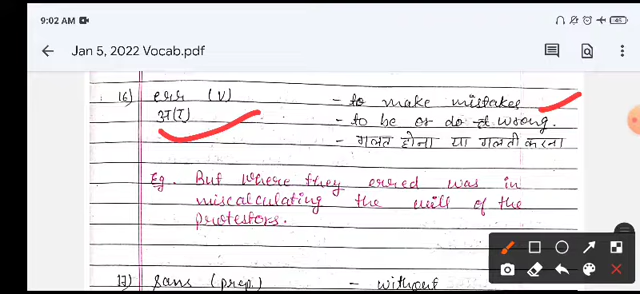 9:02 AM
Jan 5, 2022 Vocab.pdf
16) err (v) - to make mistakes
अ(र) - to be or do wrong.
- गलत होना या गलती करना
Eg. But where they erred was in
miscalculating the will of the
protestors.
17) Sans (prep.) - without